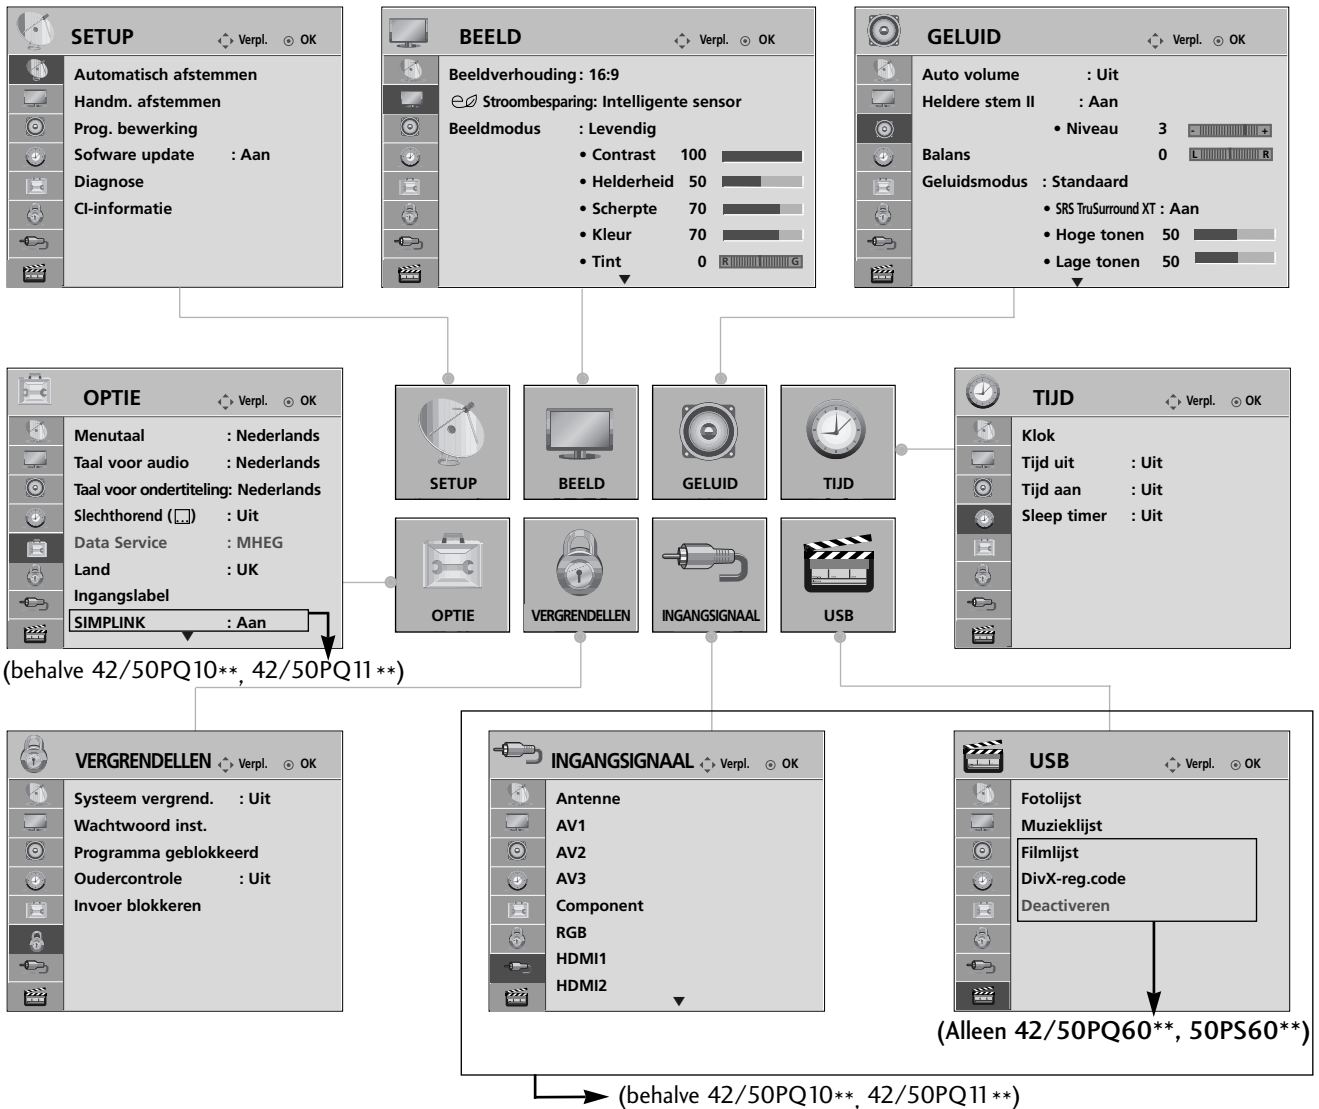 SETUP Verpl. OK
Automatisch afstemmen
Handm. afstemmen
Prog. bewerking
Sofware update : Aan
Diagnose
CI-informatie
BEELD Verpl. OK
Beeldverhouding : 16:9
Stroombesparing: Intelligente sensor
Beeldmodus : Levendig
• Contrast 100
• Helderheid 50
• Scherpte 70
• Kleur 70
• Tint 0 R G
GELUID Verpl. OK
Auto volume : Uit
Heldere stem II : Aan
• Niveau 3 - +
Balans 0 L R
Geluidsmodus : Standaard
• SRS TruSurround XT : Aan
• Hoge tonen 50
• Lage tonen 50
OPTIE Verpl. OK
Menutaal : Nederlands
Taal voor audio : Nederlands
Taal voor ondertiteling: Nederlands
Slechthorend ( ) : Uit
Data Service : MHEG
Land : UK
Ingangslabel
SIMPLINK : Aan
(behalve 42/50PQ10**, 42/50PQ11**)
SETUP
BEELD
GELUID
TIJD
OPTIE
VERGRENDELLEN
INGANGSIGNAAL
USB
TIJD Verpl. OK
Klok
Tijd uit : Uit
Tijd aan : Uit
Sleep timer : Uit
VERGRENDELLEN Verpl. OK
Systeem vergrend. : Uit
Wachtwoord inst.
Programma geblokkeerd
Oudercontrole : Uit
Invoer blokkeren
INGANGSIGNAAL Verpl. OK
Antenne
AV1
AV2
AV3
Component
RGB
HDMI1
HDMI2
USB Verpl. OK
Fotolijst
Muzieklijst
Filmlijst
DivX-reg.code
Deactiveren
(Alleen 42/50PQ60**, 50PS60**)
(behalve 42/50PQ10**, 42/50PQ11**)